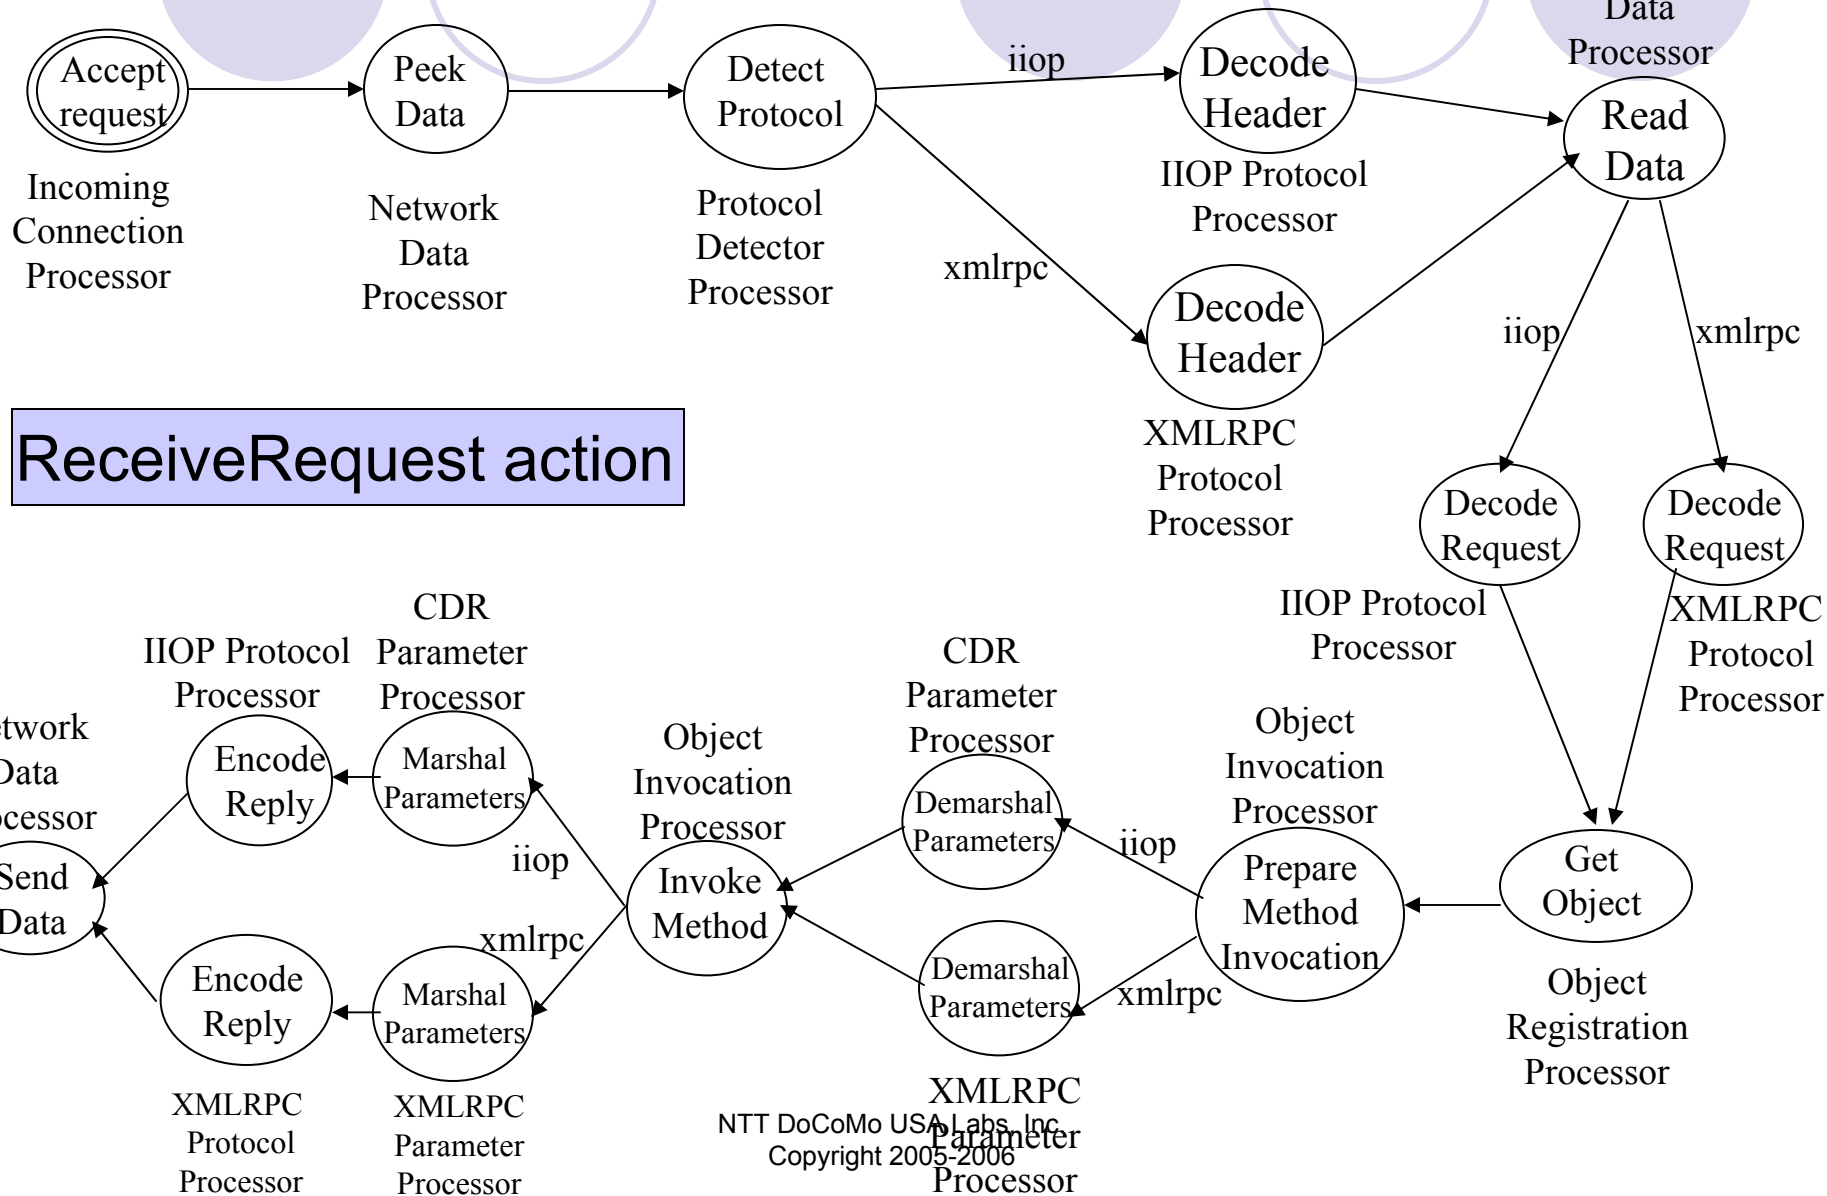 Accept
request
Incoming
Connection
Processor
Peek
Data
Network
Data
Processor
Detect
Protocol
Protocol
Detector
Processor
iiop
xmlrpc
Decode
Header
IIOP Protocol
Processor
Decode
Header
XMLRPC
Protocol
Processor
Data
Processor
Read
Data
iiop
xmlrpc
ReceiveRequest action
Decode
Request
IIOP Protocol
Processor
Decode
Request
XMLRPC
Protocol
Processor
Get
Object
Object
Registration
Processor
Object
Invocation
Processor
Prepare
Method
Invocation
iiop
xmlrpc
CDR
Parameter
Processor
Demarshal
Parameters
Demarshal
Parameters
XMLRPC
Parameter
Processor
Object
Invocation
Processor
Invoke
Method
iiop
xmlrpc
CDR
Parameter
Processor
Marshal
Parameters
Marshal
Parameters
XMLRPC
Parameter
Processor
IIOP Protocol
Processor
Encode
Reply
Encode
Reply
XMLRPC
Protocol
Processor
twork
Data
cessor
Send
Data
NTT DoCoMo USA Labs, Inc.
Copyright 2005-2006